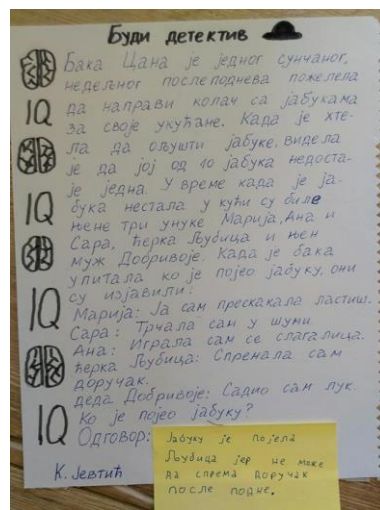 Буди детектив
Бака Цана је једног сунчаног,
недељног послеподнева пожелела
IQ да направи колач са јабукама
за своје укућане. Када је хте-
ла да ољушти јабуке, видела
је да јој од 10 јабука недоста-
је једна. У време када је ја-
IQ бука нестала у кући су биле
њене три унуке Марија, Ана и
Сара, ћерка Љубица и њен
муж Добривоје. Када је бака
упитала ко је појео јабуку, они
су изјавили:
IQ Марија: Ја сам прескакала ластиш.
Сара: Трчала сам у шуми.
Ана: Играла сам се слагалица.
ћерка Љубица: Спренала сам
доручак.
деда Добривоје: Садио сам лук.
IQ Ко је појео јабуку?
Одговор:
Јабуку је појела
Љубица јер не може
да спрема доручак
после подне.
К. Јевтић